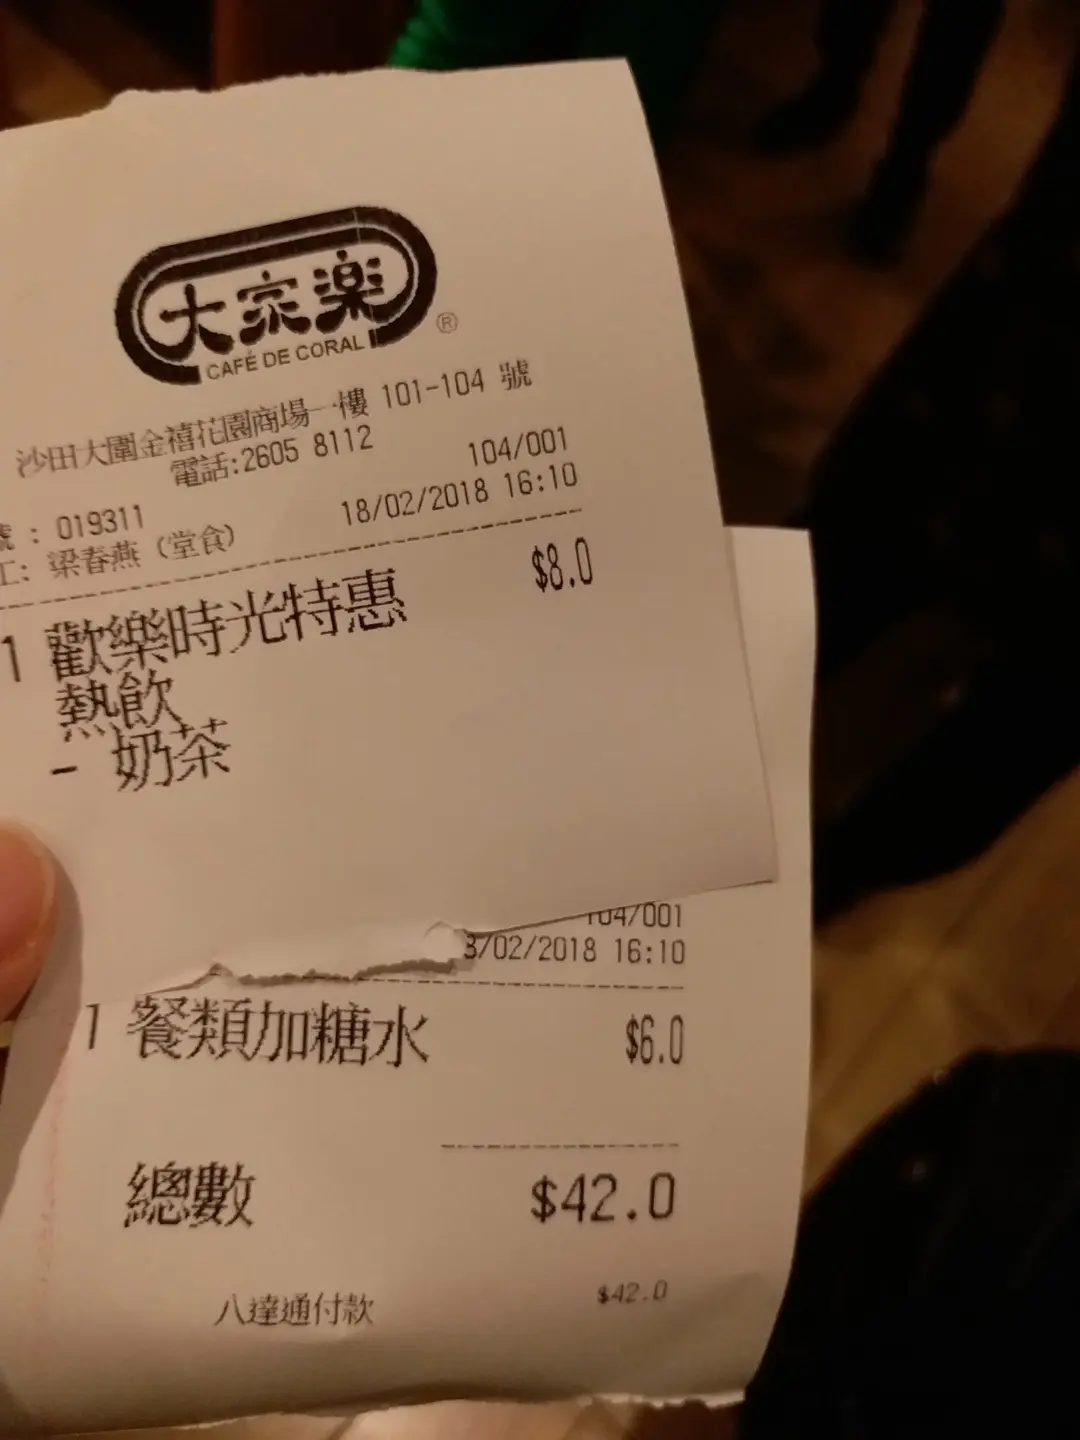 大家樂
CAFÉ DE CORAL
®
沙田大圍金禧花園商場一樓 101-104 號
電話:2605 8112
104/001
號 : 019311
18/02/2018 16:10
工: 梁春燕 (堂食)
1 歡樂時光特惠 $8.0
熱飲
- 奶茶
104/001
8/02/2018 16:10
1 餐類加糖水 $6.0
總數 $42.0
八達通付款 $42.0